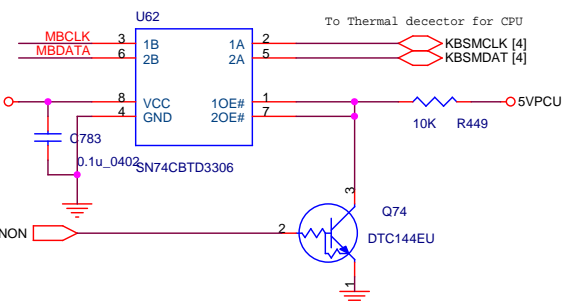 U62
To Thermal decector for CPU
MBCLK 3 1B 1A 2 KBSMCLK [4]
MBDATA 6 2B 2A 5 KBSMDAT [4]
8 VCC 1OE# 1 5VPCU
4 GND 2OE# 7
10K R449
C783
0.1u_0402
SN74CBTD3306
3
Q74
NON 2
DTC144EU
1